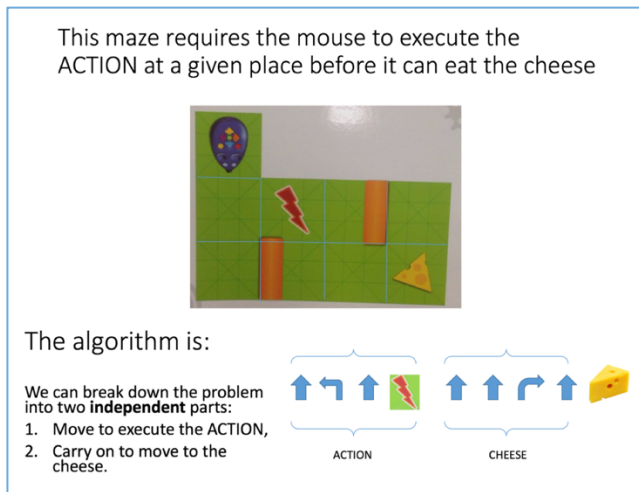 This maze requires the mouse to execute the
ACTION at a given place before it can eat the cheese
The algorithm is:
We can break down the problem
into two independent parts:
1. Move to execute the ACTION,
2. Carry on to move to the
cheese.
ACTION
CHEESE